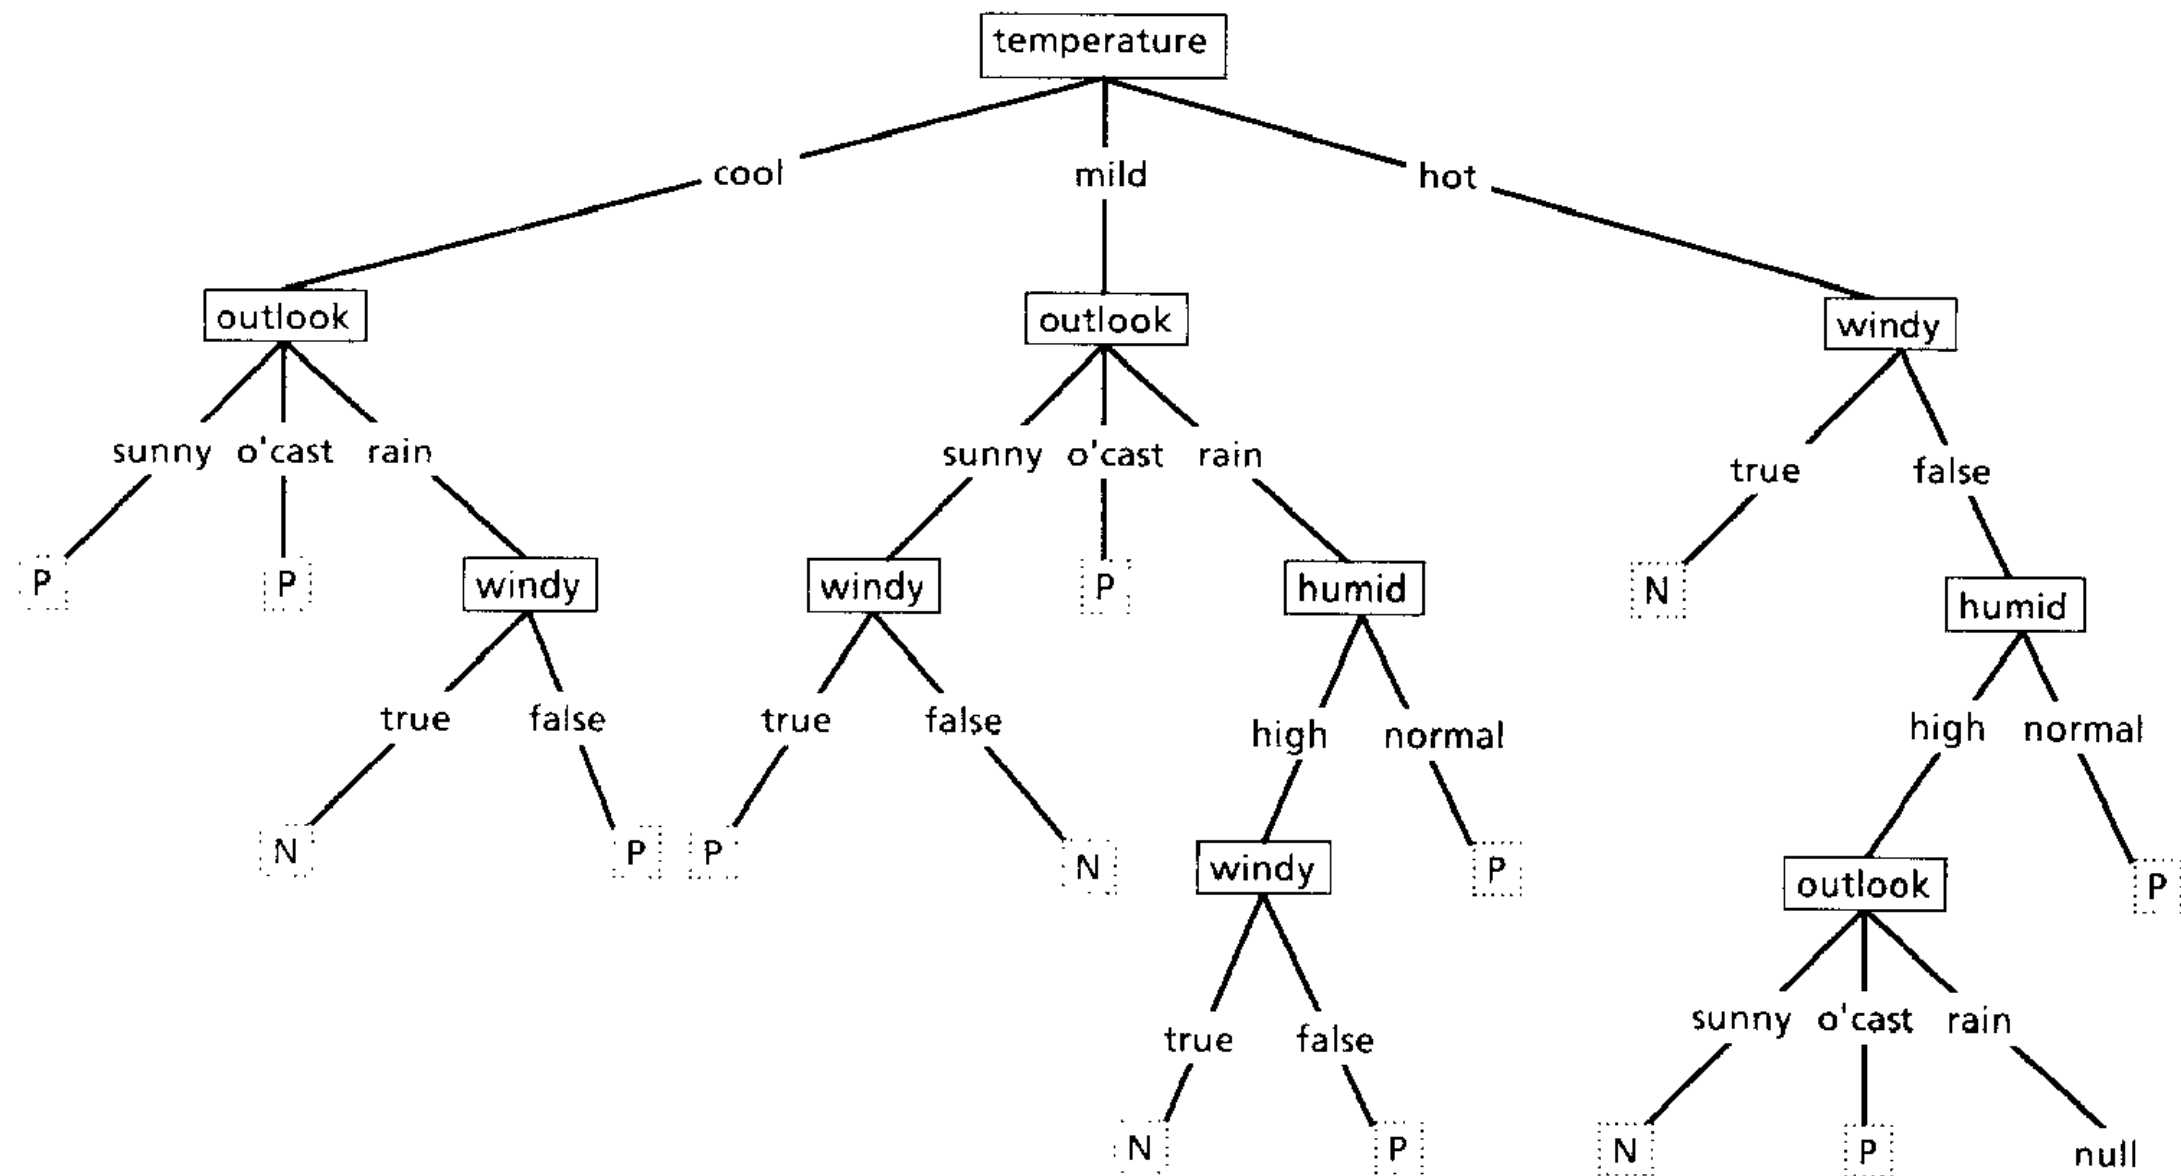 temperature
cool mild hot
outlook outlook windy
sunny o'cast rain sunny o'cast rain true false
P P windy windy P humid N humid
true false true false high normal high normal
N P P N windy P outlook P
true false sunny o'cast rain
N P N P null